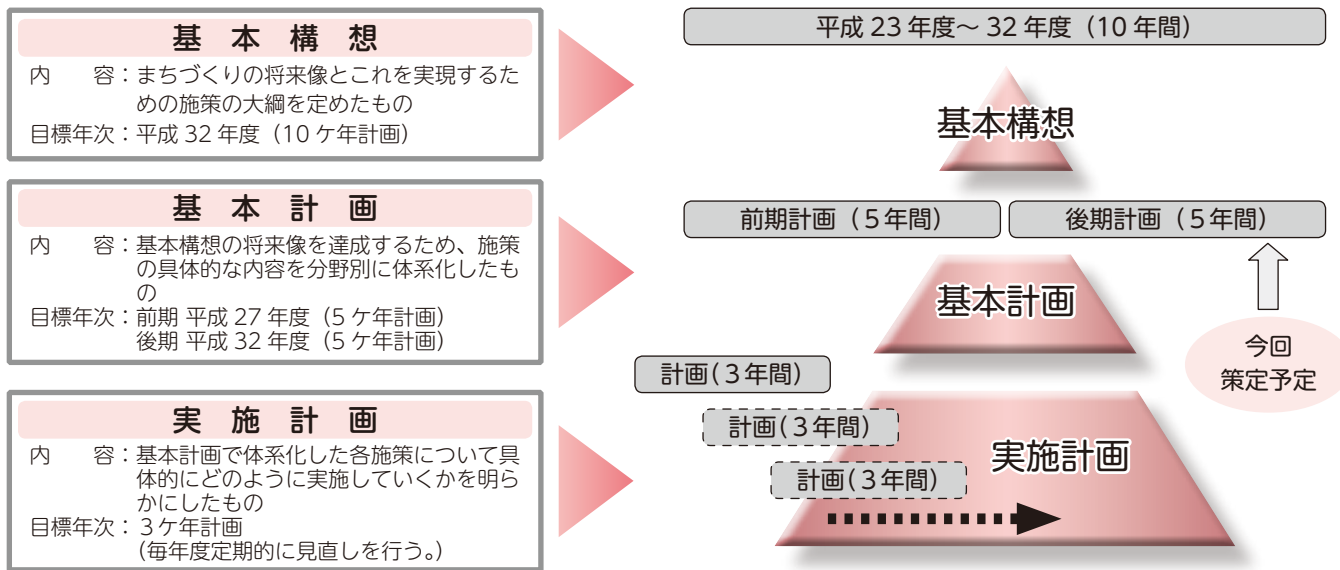 基本構想
内　　容：まちづくりの将来像とこれを実現するた
めの施策の大綱を定めたもの
目標年次：平成 32 年度（10 ケ年計画）
平成 23 年度～ 32 年度（10 年間）
基本構想
基本計画
内　　容：基本構想の将来像を達成するため、施策
の具体的な内容を分野別に体系化したも
の
目標年次：前期 平成 27 年度（5 ケ年計画）
後期 平成 32 年度（5 ケ年計画）
前期計画（５年間）
後期計画（５年間）
基本計画
今回
策定予定
実施計画
内　　容：基本計画で体系化した各施策について具
体的にどのように実施していくかを明ら
かにしたもの
目標年次：３ケ年計画
（毎年度定期的に見直しを行う。）
計画（３年間）
計画（３年間）
計画（３年間）
実施計画